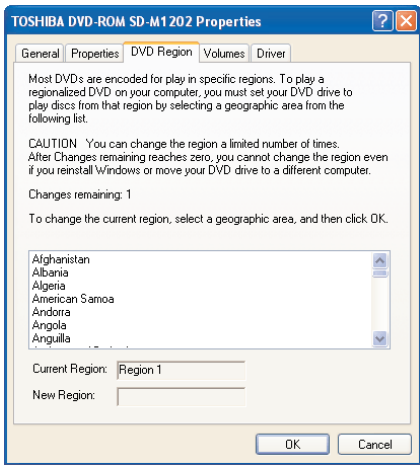 TOSHIBA DVD-ROM SD-M1202 Properties
General Properties DVD Region Volumes Driver
Most DVDs are encoded for play in specific regions. To play a
regionalized DVD on your computer, you must set your DVD drive to
play discs from that region by selecting a geographic area from the
following list.
CAUTION You can change the region a limited number of times.
After Changes remaining reaches zero, you cannot change the region even
if you reinstall Windows or move your DVD drive to a different computer.
Changes remaining: 1
To change the current region, select a geographic area, and then click OK.
Afghanistan
Albania
Algeria
American Samoa
Andorra
Angola
Anguilla
Current Region: Region 1
New Region:
OK Cancel